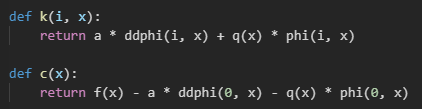 def k(i, x):
    return a * ddphi(i, x) + q(x) * phi(i, x)
def c(x):
    return f(x) - a * ddphi(0, x) - q(x) * phi(0, x)